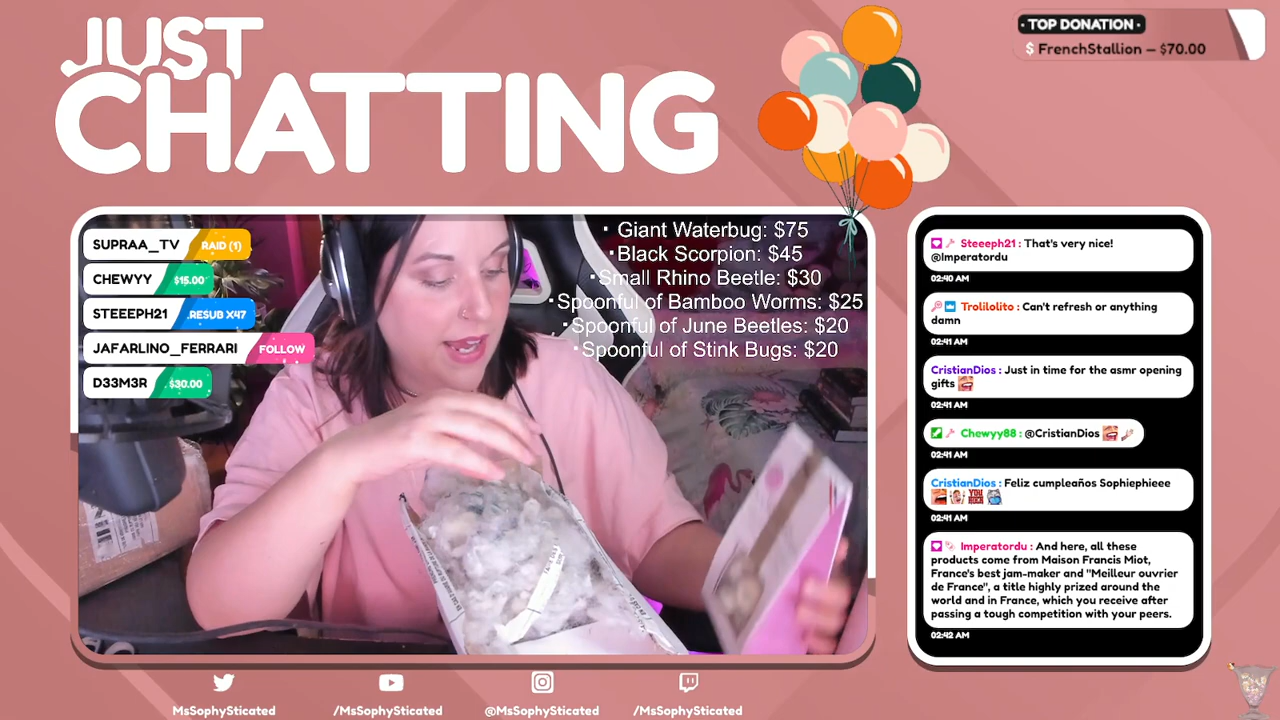 JUST
CHATTING
· TOP DONATION ·
$ FrenchStallion — $70.00
SUPRAA_TV RAID (1)
CHEWYY $15.00
STEEEPH21 RESUB X47
JAFARLINO_FERRARI FOLLOW
D33M3R $30.00
· Giant Waterbug: $75
· Black Scorpion: $45
· Small Rhino Beetle: $30
· Spoonful of Bamboo Worms: $25
· Spoonful of June Beetles: $20
· Spoonful of Stink Bugs: $20
Steeeph21 : That's very nice!
@Imperatordu
02:40 AM
Trolilolito : Can't refresh or anything
damn
02:41 AM
CristianDios : Just in time for the asmr opening
gifts
02:41 AM
Chewyy88 : @CristianDios
02:41 AM
CristianDios : Feliz cumpleaños Sophiephieee
02:41 AM
Imperatordu : And here, all these
products come from Maison Francis Miot,
France's best jam-maker and "Meilleur ouvrier
de France", a title highly prized around the
world and in France, which you receive after
passing a tough competition with your peers.
02:42 AM
MsSophySticated
/MsSophySticated
@MsSophySticated
/MsSophySticated